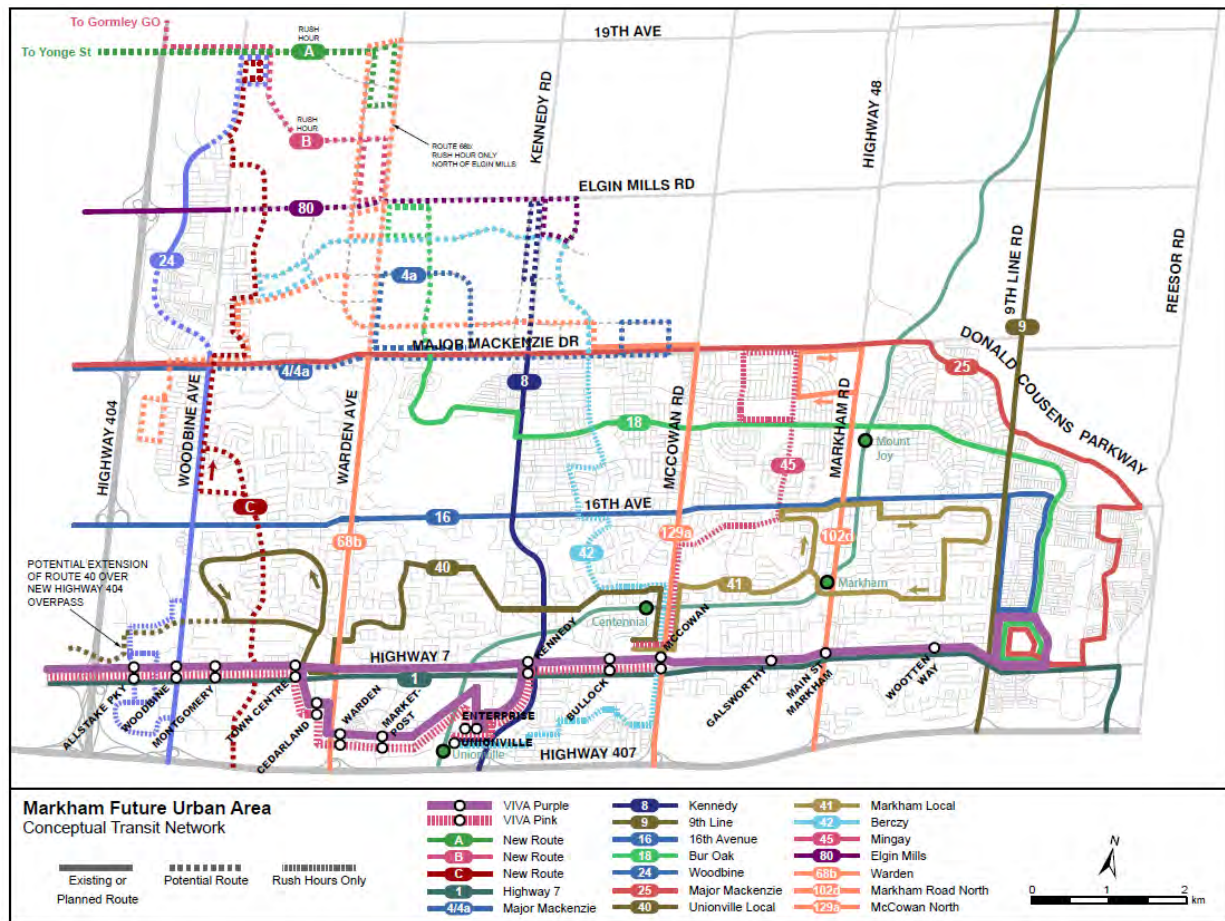 To Gormley GO
To Yonge St
RUSH
HOUR
A
19TH AVE
RUSH
HOUR
B
ROUTE 68b
RUSH HOUR ONLY
NORTH OF ELGIN MILLS
KENNEDY RD
HIGHWAY 48
ELGIN MILLS RD
80
24
4a
9TH LINE RD
REESOR RD
9
MAJOR MACKENZIE DR
4/4a
8
25
DONALD COUSENS PARKWAY
HIGHWAY 404
WOODBINE AVE
WARDEN AVE
MCCOWAN RD
MARKHAM RD
18
Mount
Joy
45
C
16
16TH AVE
68b
129a
102d
POTENTIAL EXTENSION
OF ROUTE 40 OVER
NEW HIGHWAY 404
OVERPASS
40
42
41
Markham
Centennial
HIGHWAY 7
1
KENNEDY
MCCOWAN
ALLSTAKE PKY
WOODBINE
MONTGOMERY
TOWN CENTRE
CEDARLAND
WARDEN
MARKET-
POST
ENTERPRISE
UNIONVILLE
Unionville
BULLOCK
GALSWORTHY
MAIN ST
MARKHAM
WOOTTEN
WAY
HIGHWAY 407
Markham Future Urban Area
Conceptual Transit Network
Existing or
Planned Route
Potential Route
Rush Hours Only
VIVA Purple
VIVA Pink
A New Route
B New Route
C New Route
1 Highway 7
4/4a Major Mackenzie
8 Kennedy
9 9th Line
16 16th Avenue
18 Bur Oak
24 Woodbine
25 Major Mackenzie
40 Unionville Local
41 Markham Local
42 Berczy
45 Mingay
80 Elgin Mills
68b Warden
102d Markham Road North
129a McCowan North
N
0 1 2
km